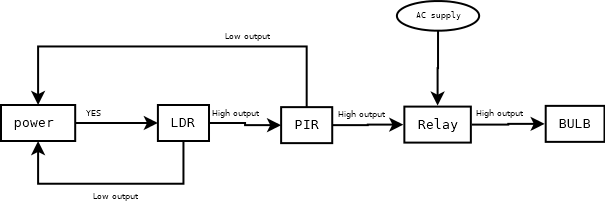 AC supply
Low output
YES
High output
High output
High output
power
LDR
PIR
Relay
BULB
Low output